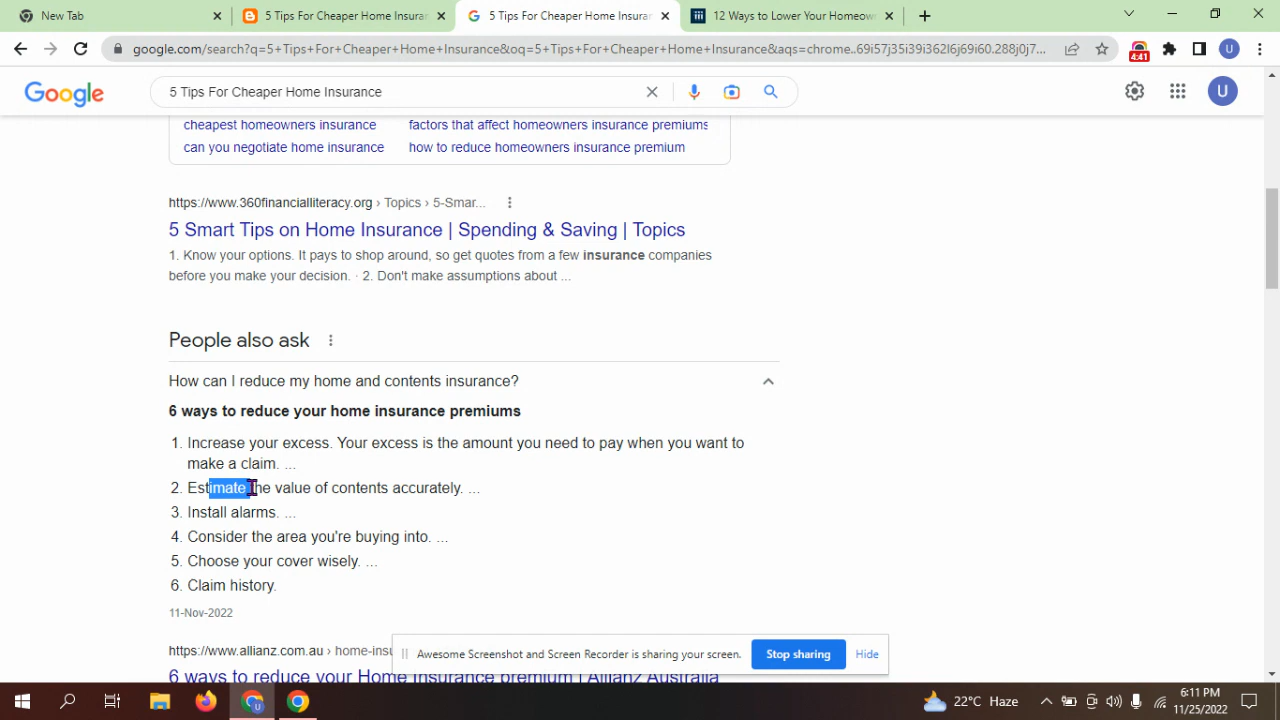 New Tab
5 Tips For Cheaper Home Insuran
5 Tips For Cheaper Home Insuran
12 Ways to Lower Your Homeown
google.com/search?q=5+Tips+For+Cheaper+Home+Insurance&oq=5+Tips+For+Cheaper+Home+Insurance&aqs=chrome..69i57j35i39i362l6j69i60.288j0j7...
4:41
U
Google
5 Tips For Cheaper Home Insurance
U
cheapest homeowners insurance
factors that affect homeowners insurance premiums
can you negotiate home insurance
how to reduce homeowners insurance premium
https://www.360financialliteracy.org › Topics › 5-Smar...
5 Smart Tips on Home Insurance | Spending & Saving | Topics
1. Know your options. It pays to shop around, so get quotes from a few insurance companies
before you make your decision. · 2. Don't make assumptions about ...
People also ask
How can I reduce my home and contents insurance?
6 ways to reduce your home insurance premiums
1. Increase your excess. Your excess is the amount you need to pay when you want to
make a claim. ...
2. Estimate the value of contents accurately. ...
3. Install alarms. ...
4. Consider the area you're buying into. ...
5. Choose your cover wisely. ...
6. Claim history.
11-Nov-2022
https://www.allianz.com.au › home-insu
6 ways to reduce your Home Insurance premium | Allianz Australia
Awesome Screenshot and Screen Recorder is sharing your screen.
Stop sharing
Hide
U
22°C Haze
6:11 PM
11/25/2022